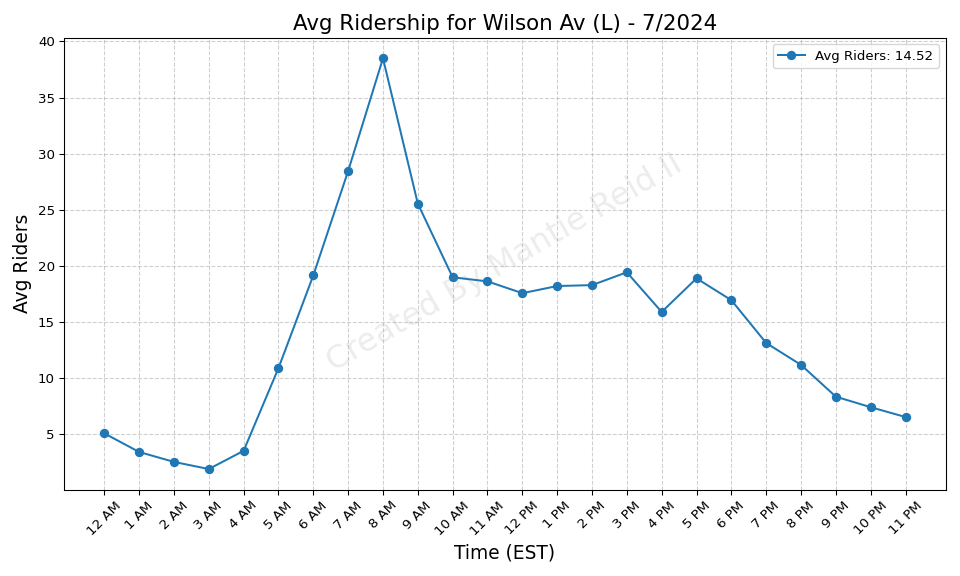 Avg Ridership for Wilson Av (L) - 7/2024
Avg Riders: 14.52
Avg Riders
40
35
30
25
20
15
10
5
Created By Mantie Reid II
12 AM
1 AM
2 AM
3 AM
4 AM
5 AM
6 AM
7 AM
8 AM
9 AM
10 AM
11 AM
12 PM
1 PM
2 PM
3 PM
4 PM
5 PM
6 PM
7 PM
8 PM
9 PM
10 PM
11 PM
Time (EST)